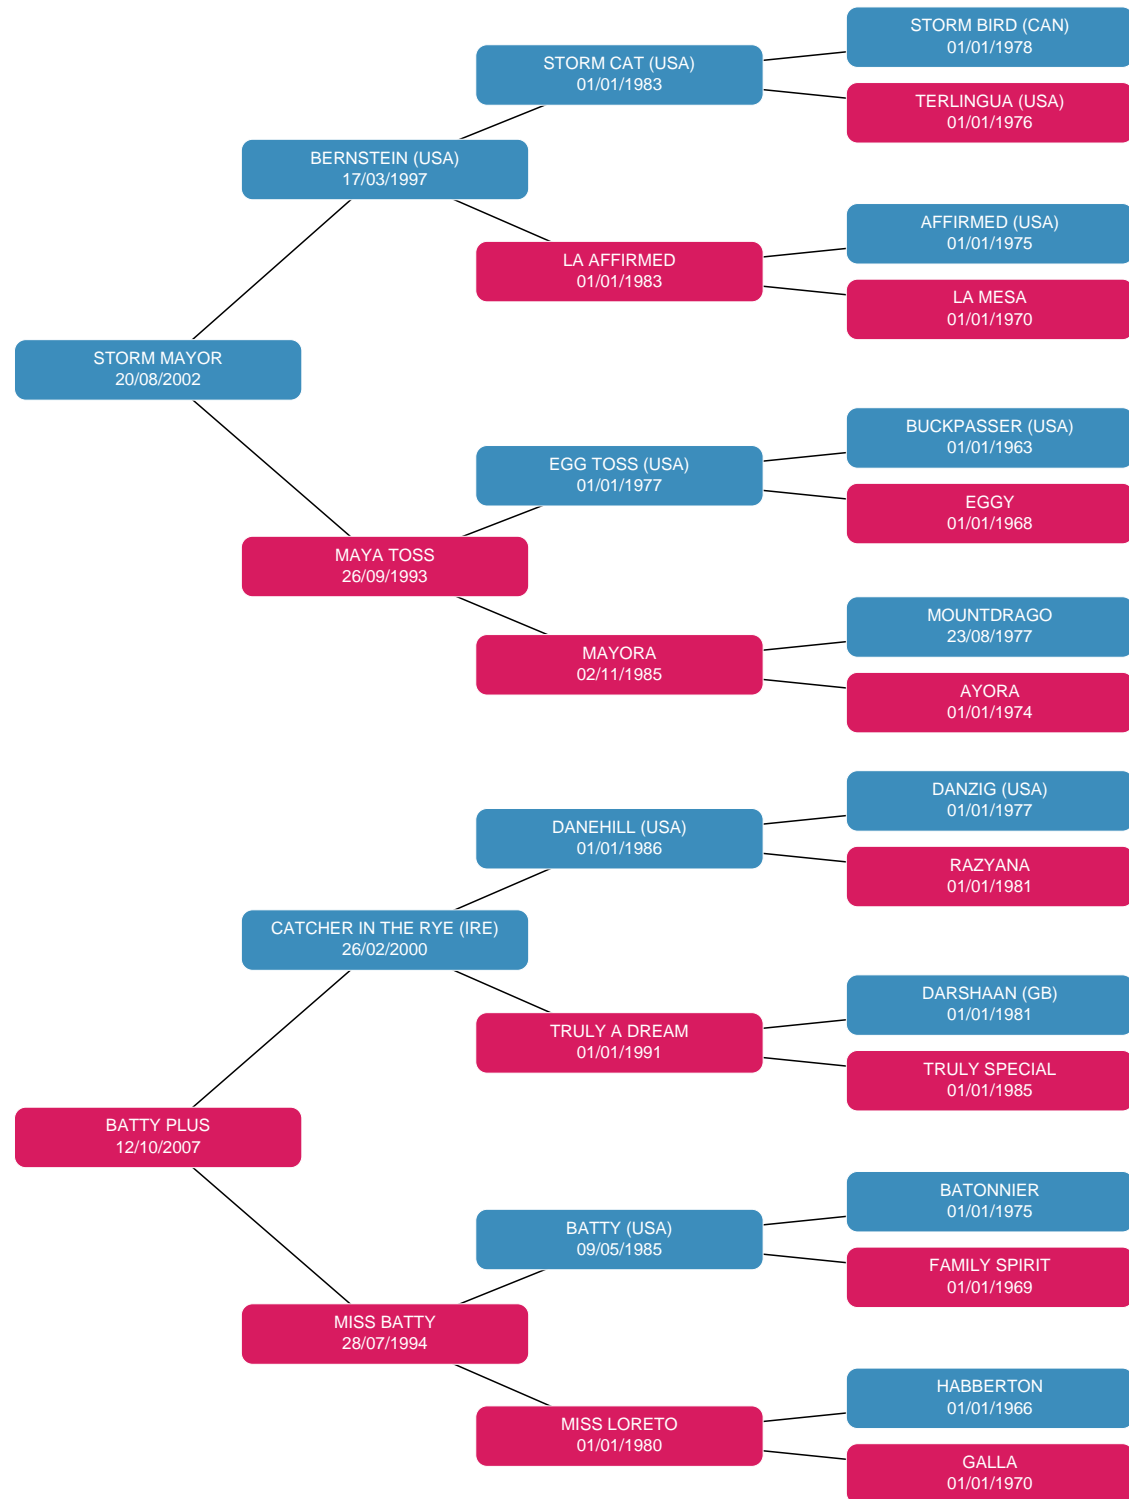 STORM BIRD (CAN)
01/01/1978
STORM CAT (USA)
01/01/1983
TERLINGUA (USA)
01/01/1976
BERNSTEIN (USA)
17/03/1997
AFFIRMED (USA)
01/01/1975
LA AFFIRMED
01/01/1983
LA MESA
01/01/1970
STORM MAYOR
20/08/2002
BUCKPASSER (USA)
01/01/1963
EGG TOSS (USA)
01/01/1977
EGGY
01/01/1968
MAYA TOSS
26/09/1993
MOUNTDRAGO
23/08/1977
MAYORA
02/11/1985
AYORA
01/01/1974
DANZIG (USA)
01/01/1977
DANEHILL (USA)
01/01/1986
RAZYANA
01/01/1981
CATCHER IN THE RYE (IRE)
26/02/2000
DARSHAAN (GB)
01/01/1981
TRULY A DREAM
01/01/1991
TRULY SPECIAL
01/01/1985
BATTY PLUS
12/10/2007
BATONNIER
01/01/1975
BATTY (USA)
09/05/1985
FAMILY SPIRIT
01/01/1969
MISS BATTY
28/07/1994
HABBERTON
01/01/1966
MISS LORETO
01/01/1980
GALLA
01/01/1970